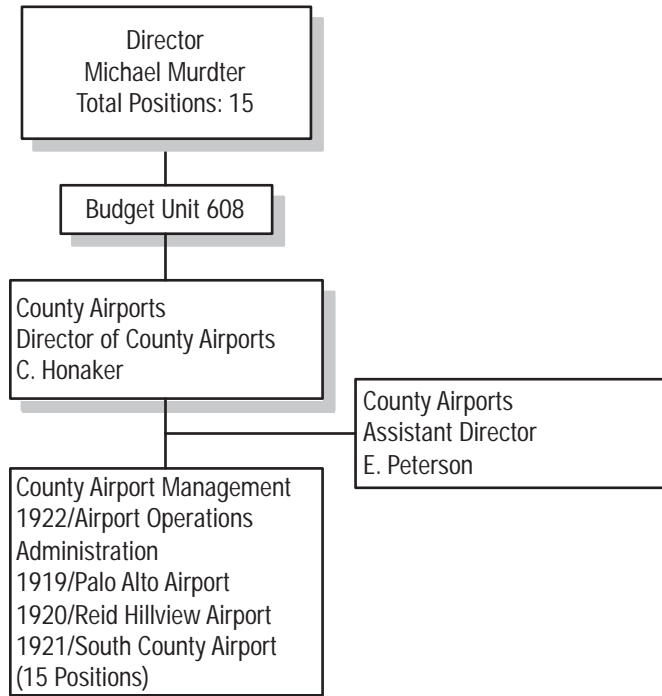 Director
Michael Murdter
Total Positions: 15
Budget Unit 608
County Airports
Director of County Airports
C. Honaker
County Airports
Assistant Director
E. Peterson
County Airport Management
1922/Airport Operations
Administration
1919/Palo Alto Airport
1920/Reid Hillview Airport
1921/South County Airport
(15 Positions)